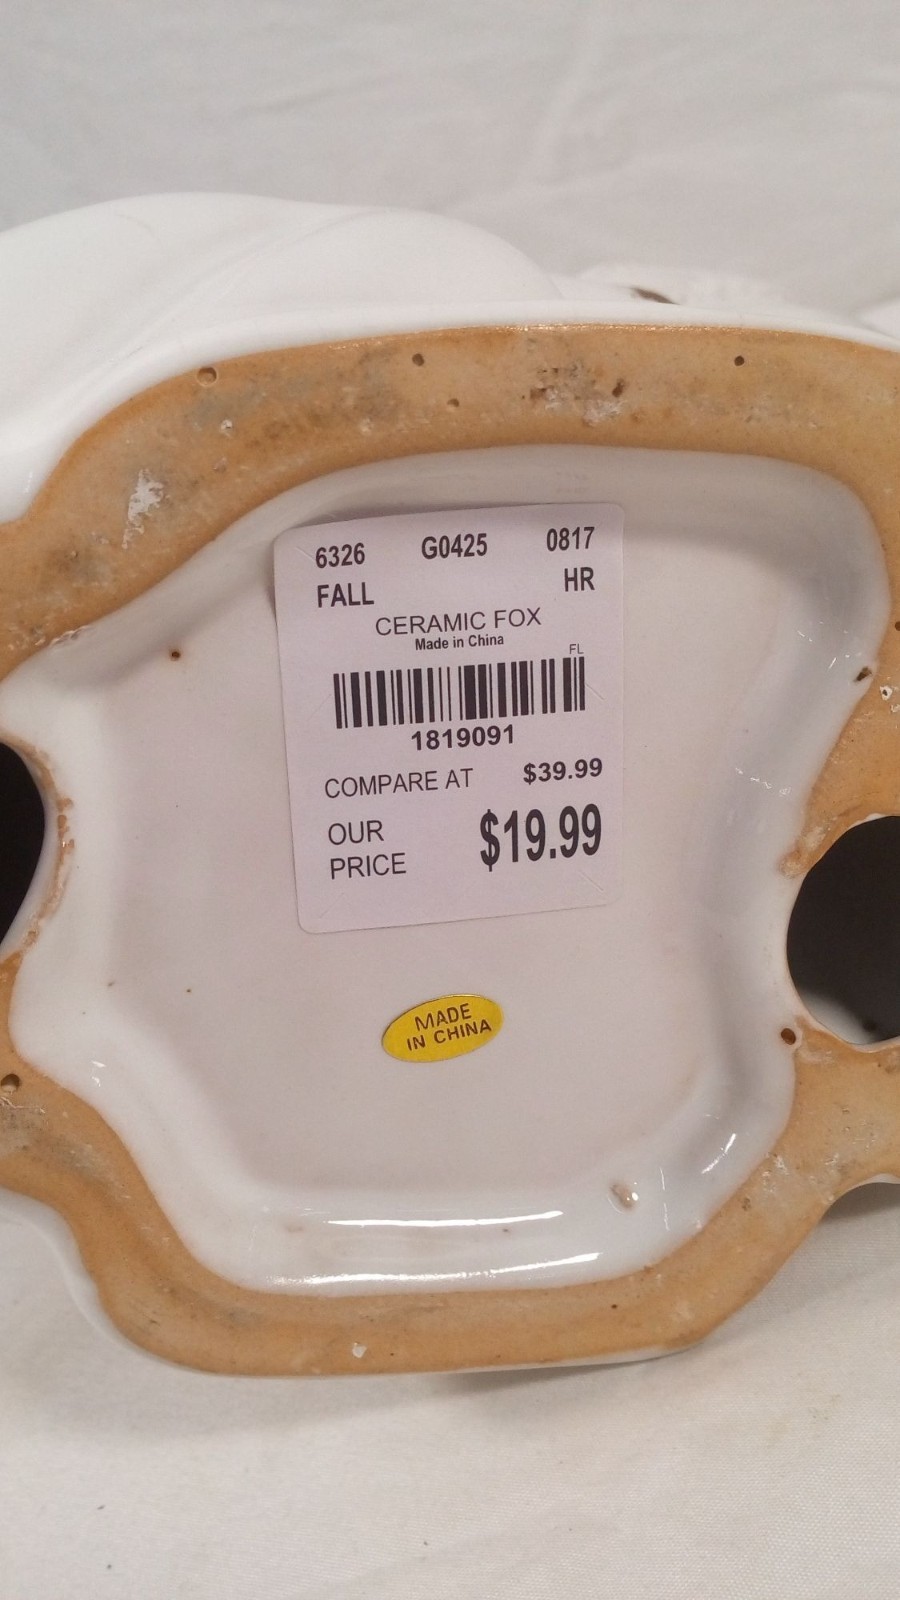 6326 G0425 0817
FALL HR
CERAMIC FOX
Made in China
FL
1819091
COMPARE AT $39.99
OUR
PRICE $19.99
MADE
IN CHINA